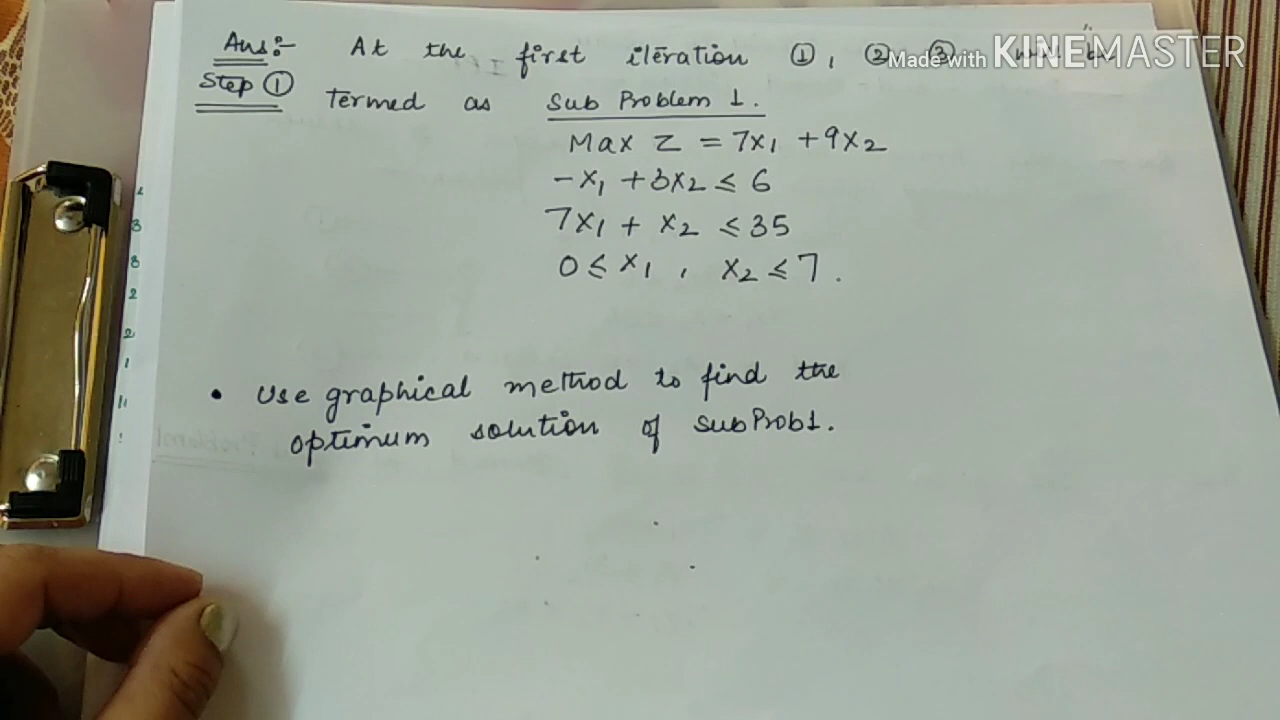 Ans:- At the first iteration ①, ② ③ be
Made with KINEMASTER
Step ① Termed as Sub Problem 1.
Max Z = 7x₁ + 9x₂
-x₁ + 3x₂ ≤ 6
7x₁ + x₂ ≤ 35
0 ≤ x₁ , x₂ ≤ 7.
• Use graphical method to find the
optimum solution of SubProb1.